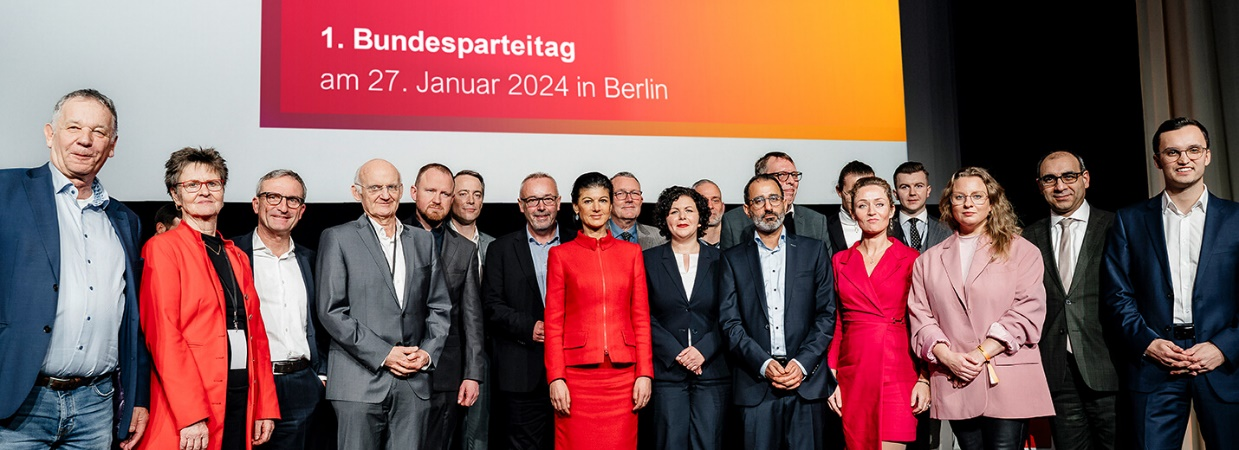 1. Bundesparteitag
am 27. Januar 2024 in Berlin